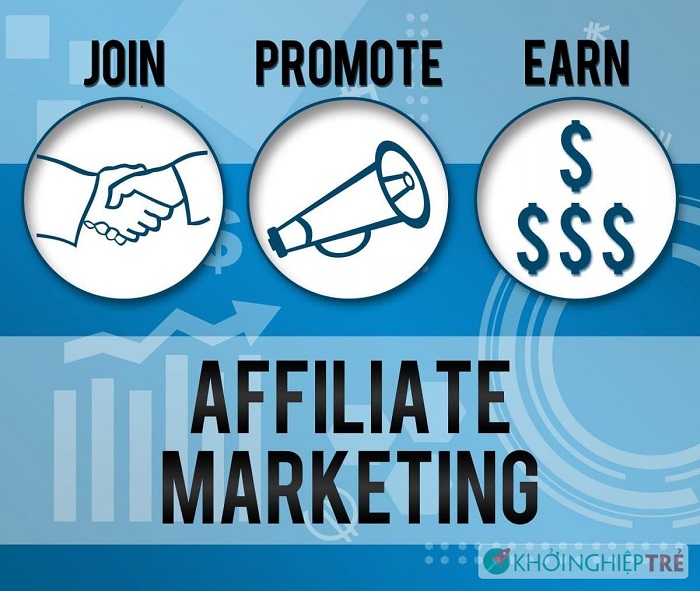 JOIN PROMOTE EARN
$
$$$
AFFILIATE
MARKETING
KHỞINGHIỆPTRẺ